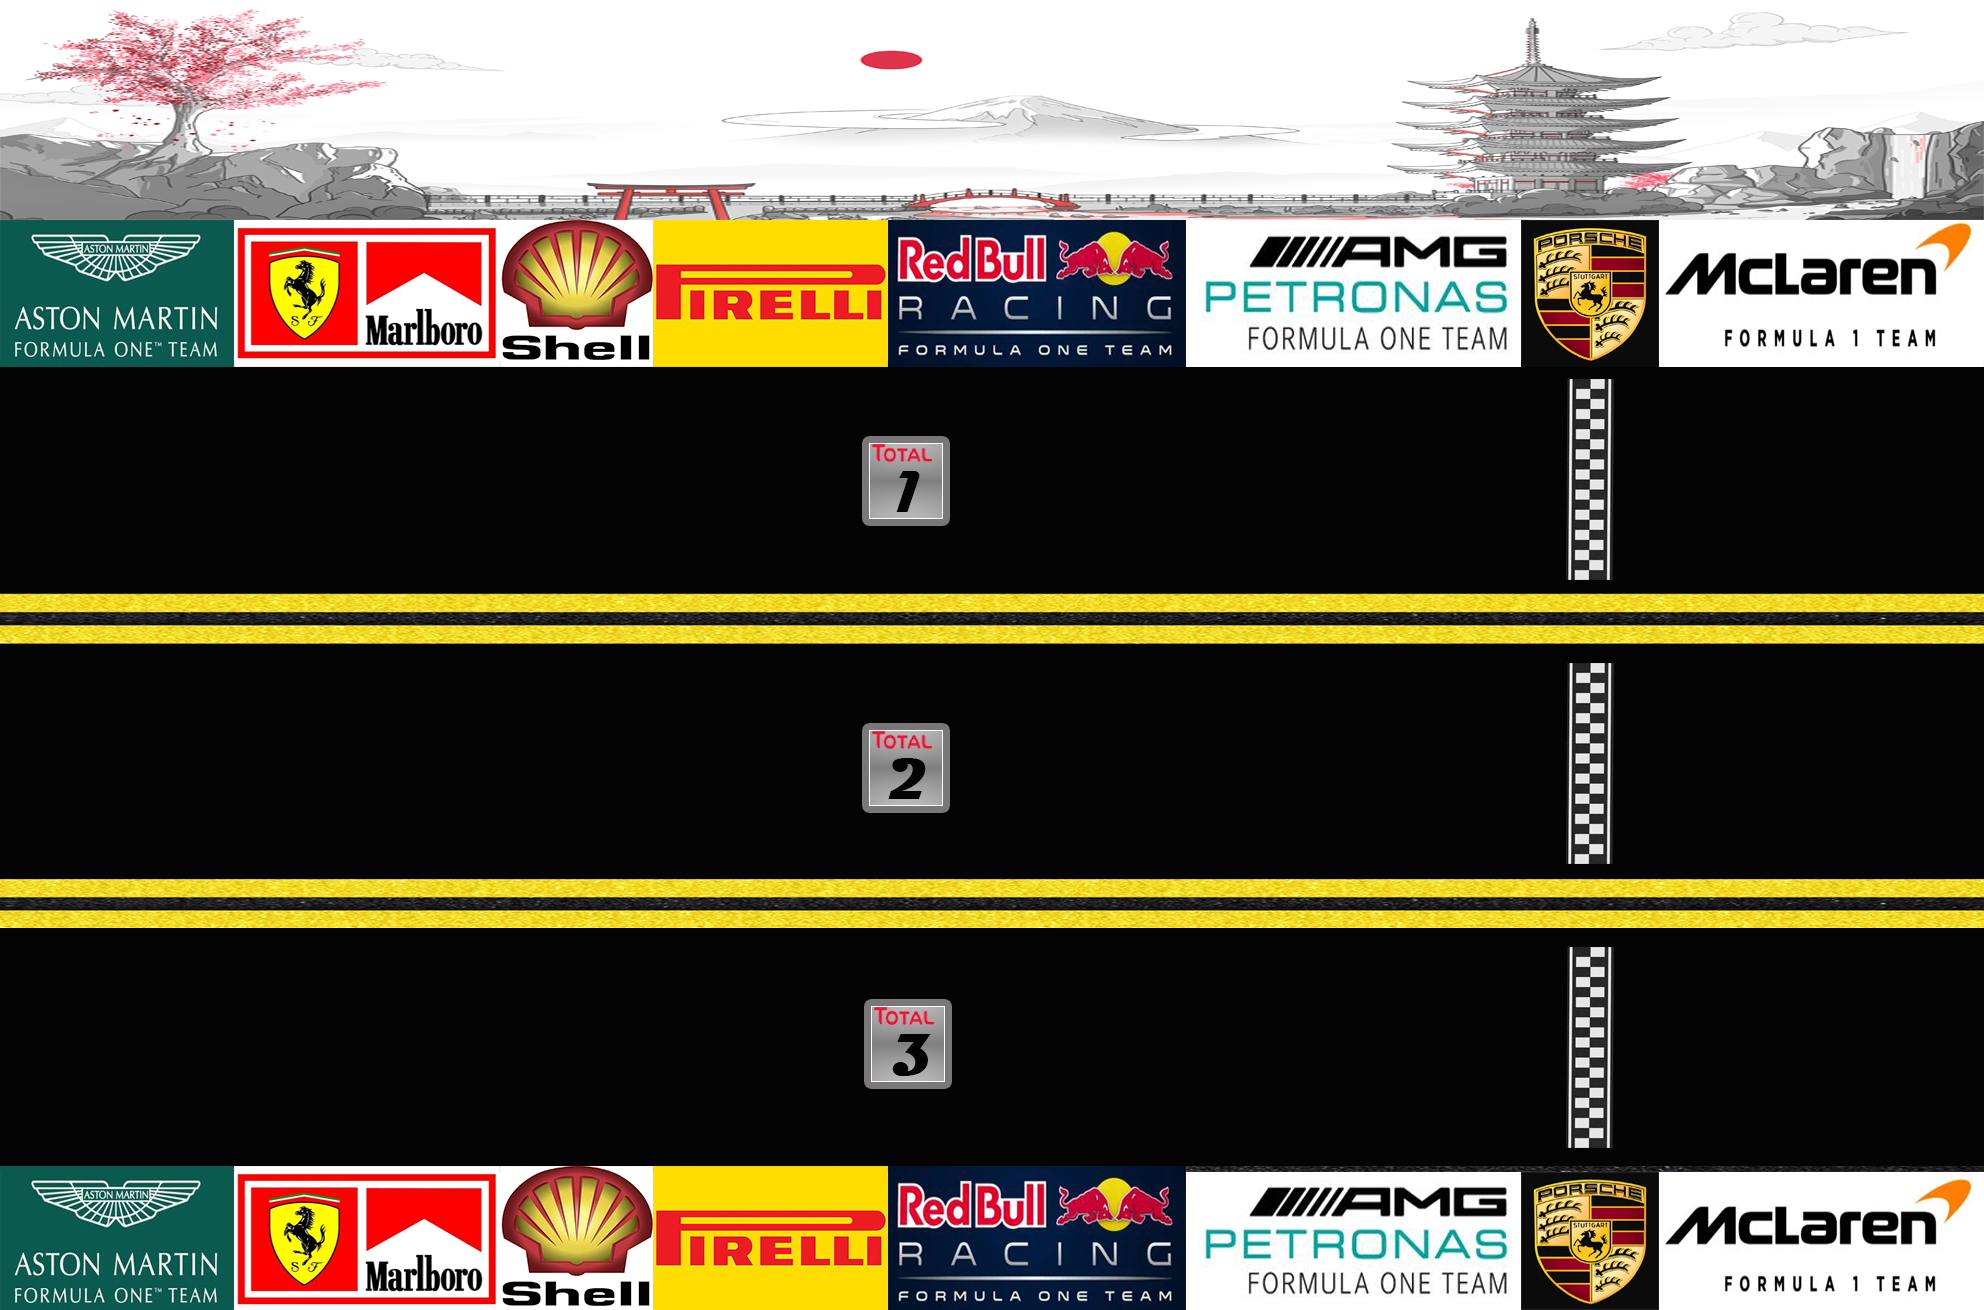 ASTON MARTIN
ASTON MARTIN
FORMULA ONE™ TEAM
S F
Marlboro
Shell
PIRELLI
Red Bull
RACING
FORMULA ONE TEAM
AMG
PETRONAS
FORMULA ONE TEAM
PORSCHE
STUTTGART
McLaren
FORMULA 1 TEAM
TOTAL
1
TOTAL
2
TOTAL
3
ASTON MARTIN
ASTON MARTIN
FORMULA ONE™ TEAM
S F
Marlboro
Shell
PIRELLI
Red Bull
RACING
FORMULA ONE TEAM
AMG
PETRONAS
FORMULA ONE TEAM
PORSCHE
STUTTGART
McLaren
FORMULA 1 TEAM